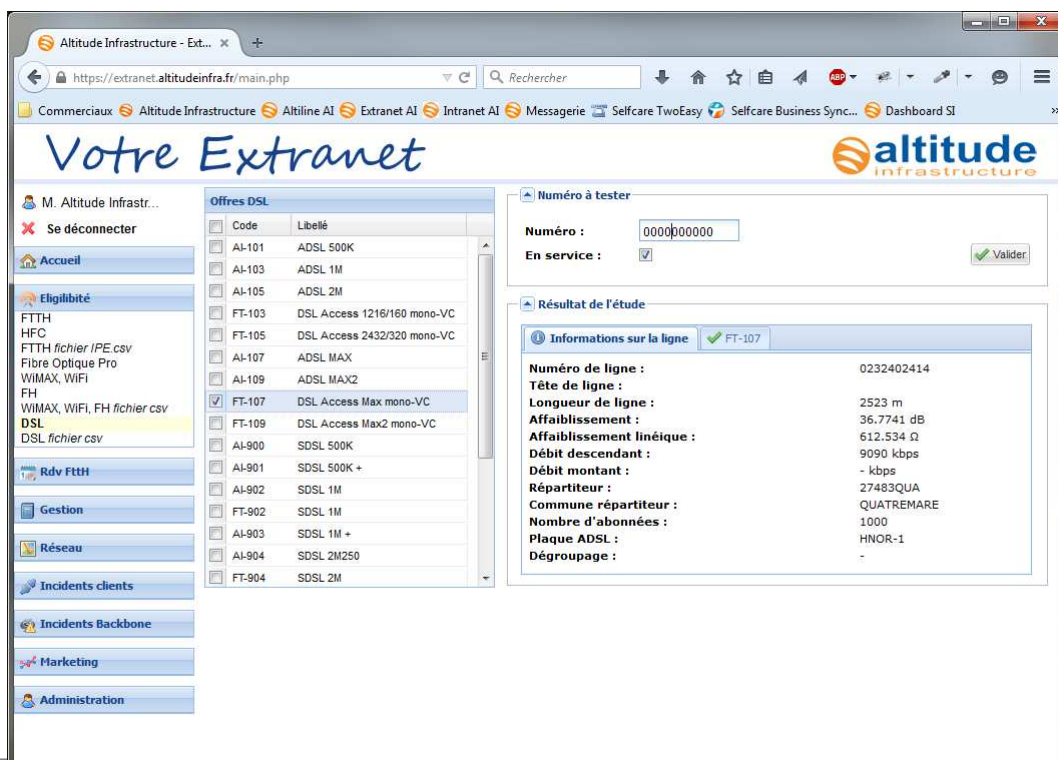 Altitude Infrastructure - Ext...
https://extranet.altitudeinfra.fr/main.php
Rechercher
ABP
Commerciaux Altitude Infrastructure Altiline AI Extranet AI Intranet AI Messagerie Selfcare TwoEasy Selfcare Business Sync... Dashboard SI »
Votre Extranet
altitude
infrastructure
M. Altitude Infrastr...
Se déconnecter
Accueil
Eligilibité
FTTH
HFC
FTTH fichier IPE.csv
Fibre Optique Pro
WiMAX, WiFi
FH
WiMAX, WiFi, FH fichier csv
DSL
DSL fichier csv
Rdv FttH
Gestion
Réseau
Incidents clients
Incidents Backbone
Marketing
Administration
Offres DSL
Code Libellé
AI-101 ADSL 500K
AI-103 ADSL 1M
AI-105 ADSL 2M
FT-103 DSL Access 1216/160 mono-VC
FT-105 DSL Access 2432/320 mono-VC
AI-107 ADSL MAX
AI-109 ADSL MAX2
FT-107 DSL Access Max mono-VC
FT-109 DSL Access Max2 mono-VC
AI-900 SDSL 500K
AI-901 SDSL 500K +
AI-902 SDSL 1M
FT-902 SDSL 1M
AI-903 SDSL 1M +
AI-904 SDSL 2M250
FT-904 SDSL 2M
Numéro à tester
Numéro : 0000000000
En service :
Valider
Résultat de l'étude
Informations sur la ligne FT-107
Numéro de ligne : 0232402414
Tête de ligne :
Longueur de ligne : 2523 m
Affaiblissement : 36.7741 dB
Affaiblissement linéique : 612.534 Ω
Débit descendant : 9090 kbps
Débit montant : - kbps
Répartiteur : 27483QUA
Commune répartiteur : QUATREMARE
Nombre d'abonnées : 1000
Plaque ADSL : HNOR-1
Dégroupage : -